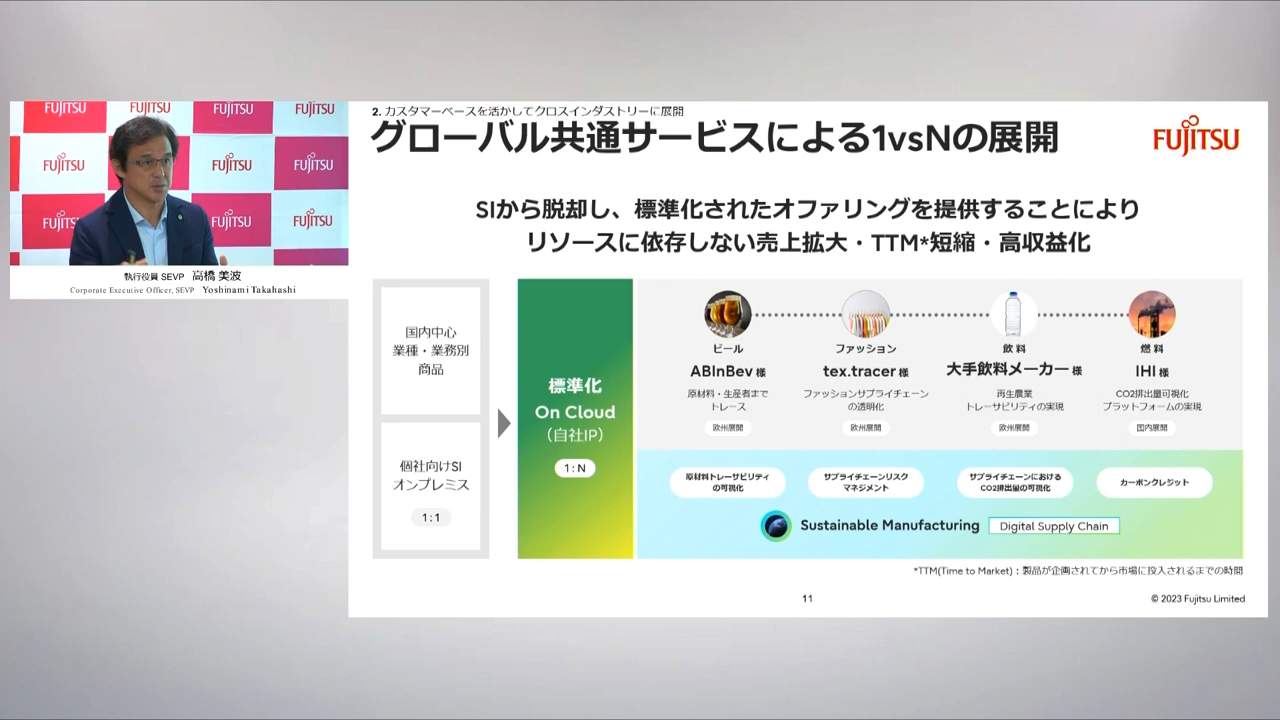 FUJITSU FUJITSU FUJITSU FUJITSU
FUJITSU FUJITSU FUJITSU
FUJITSU FUJITSU
執行役員 SEVP 高橋 美波
Corporate Executive Officer, SEVP Yoshinami Takahashi
2. カスタマーベースを活かしてクロスインダストリーに展開
グローバル共通サービスによる1vsNの展開
FUJITSU
SIから脱却し、標準化されたオファリングを提供することにより
リソースに依存しない売上拡大・TTM*短縮・高収益化
国内中心
業種・業務別
商品
個社向けSI
オンプレミス
1:1
標準化
On Cloud
（自社IP）
1:N
ビール
ABInBev 様
原材料・生産者まで
トレース
欧州展開
ファッション
tex.tracer 様
ファッションサプライチェーン
の透明化
欧州展開
飲料
大手飲料メーカー 様
再生農業
トレーサビリティの実現
欧州展開
燃料
IHI 様
CO2排出量可視化
プラットフォームの実現
国内展開
原材料トレーサビリティ
の可視化
サプライチェーンリスク
マネジメント
サプライチェーンにおける
CO2排出量の可視化
カーボンクレジット
Sustainable Manufacturing Digital Supply Chain
*TTM(Time to Market)：製品が企画されてから市場に投入されるまでの時間
11
© 2023 Fujitsu Limited